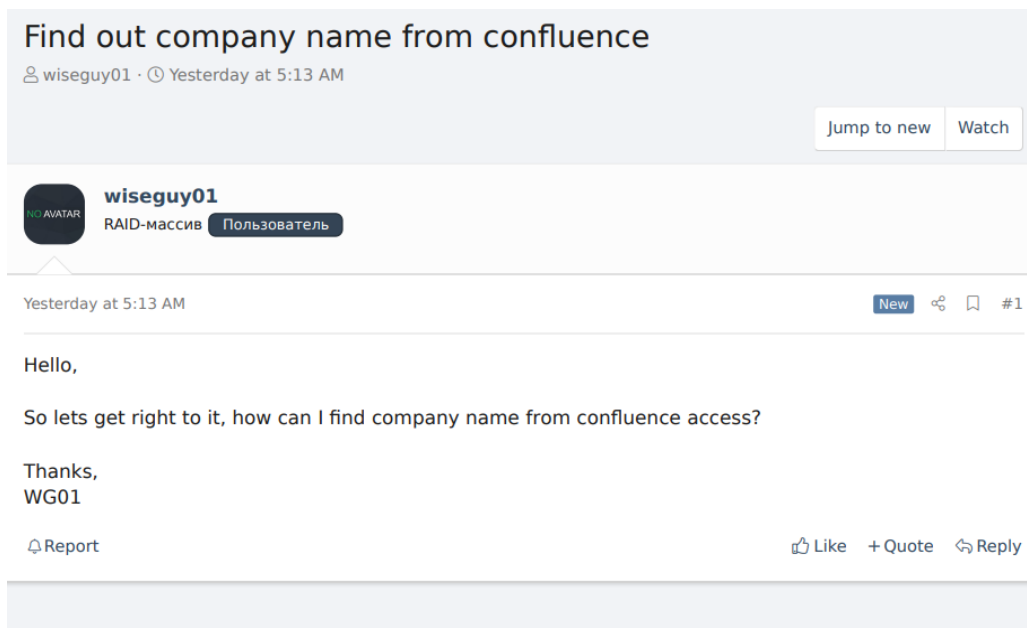 Find out company name from confluence
wiseguy01 · Yesterday at 5:13 AM
Jump to new Watch
NO AVATAR
wiseguy01
RAID-массив Пользователь
Yesterday at 5:13 AM New #1
Hello,
So lets get right to it, how can I find company name from confluence access?
Thanks,
WG01
Report Like + Quote Reply